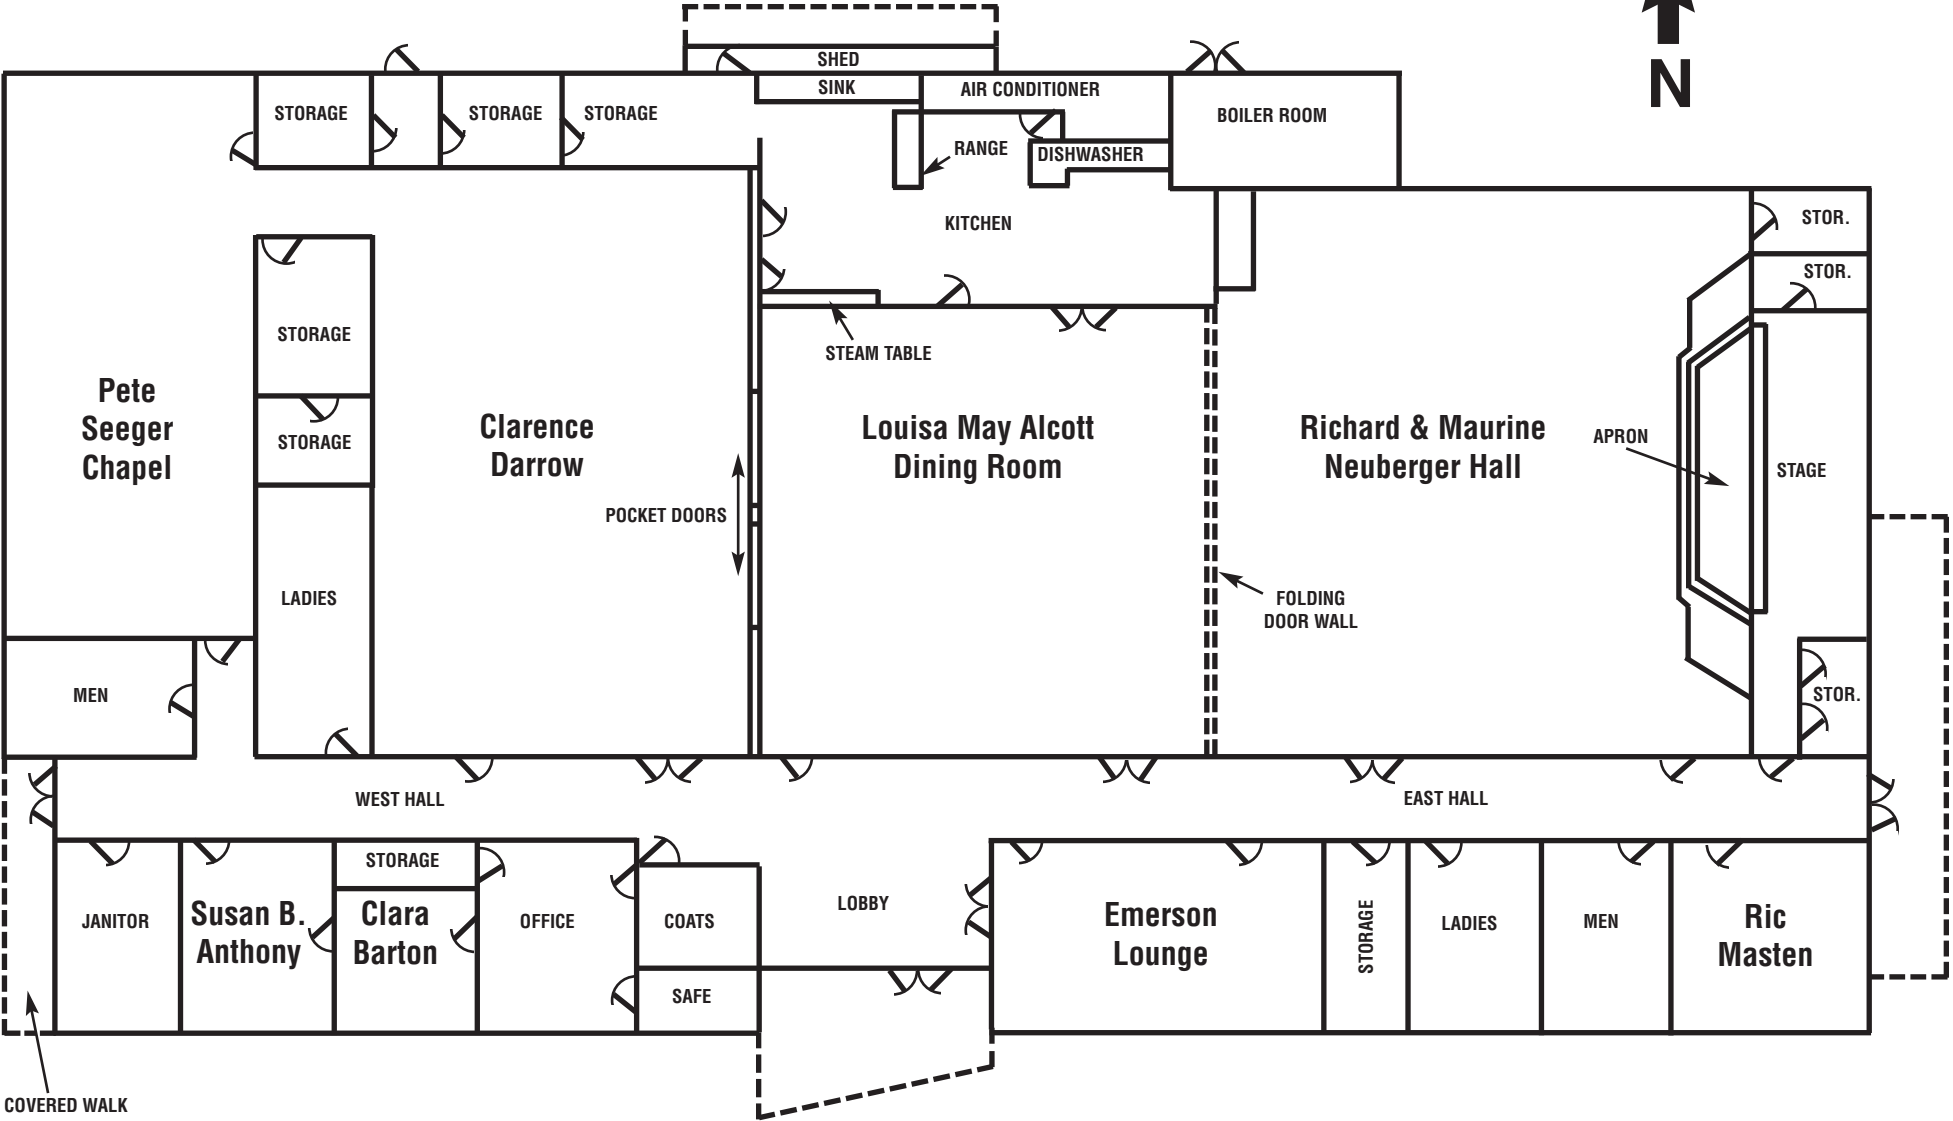 N
SHED
SINK
AIR CONDITIONER
STORAGE
STORAGE
STORAGE
BOILER ROOM
RANGE
DISHWASHER
KITCHEN
STOR.
STOR.
STORAGE
STEAM TABLE
Pete
Seeger
Chapel
STORAGE
Clarence
Darrow
Louisa May Alcott
Dining Room
Richard & Maurine
Neuberger Hall
APRON
STAGE
POCKET DOORS
LADIES
FOLDING
DOOR WALL
MEN
STOR.
WEST HALL
EAST HALL
JANITOR
Susan B.
Anthony
STORAGE
Clara
Barton
OFFICE
COATS
SAFE
LOBBY
Emerson
Lounge
STORAGE
LADIES
MEN
Ric
Masten
COVERED WALK